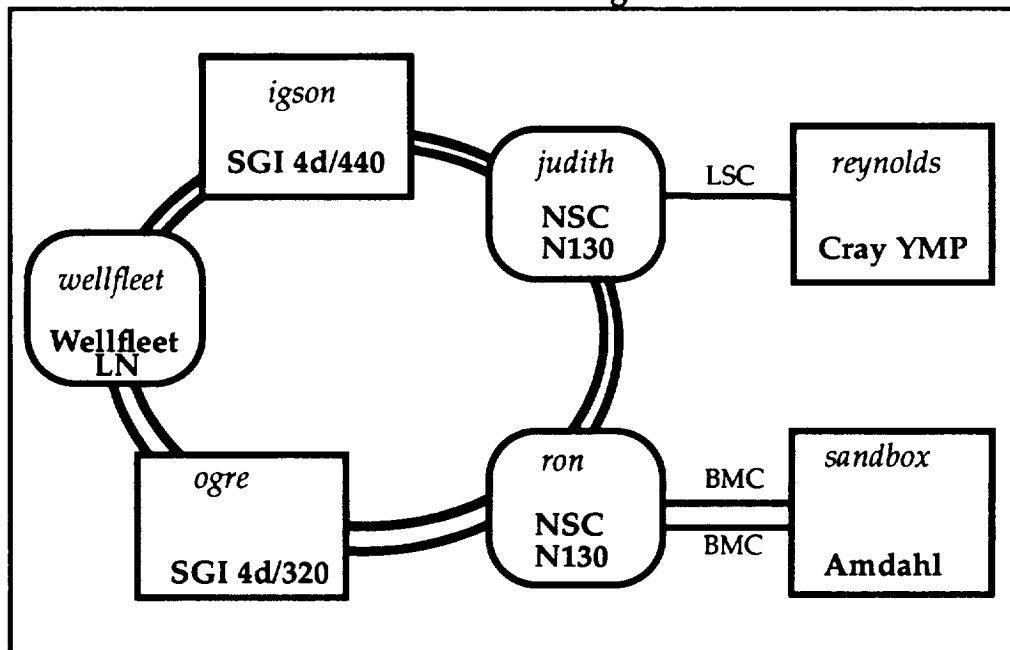 igson
SGI 4d/440
judith
NSC
N130
LSC
reynolds
Cray YMP
wellfleet
Wellfleet
LN
ogre
SGI 4d/320
ron
NSC
N130
BMC
BMC
sandbox
Amdahl